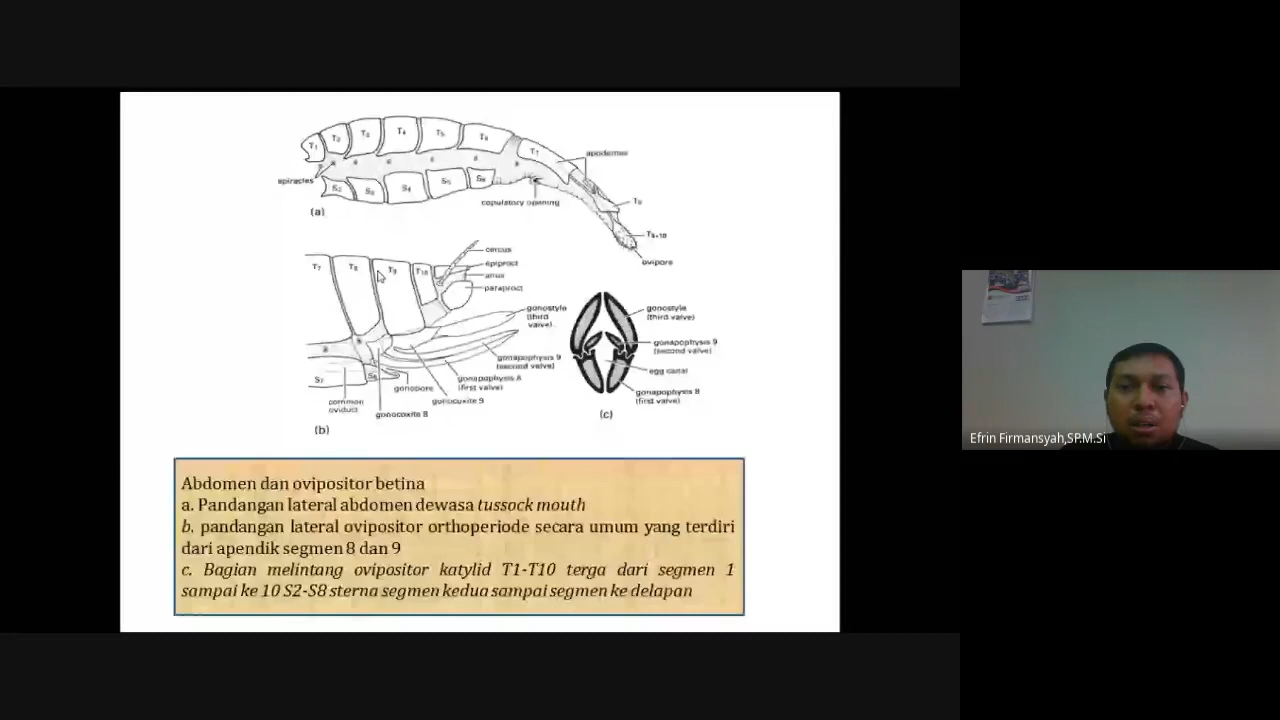 T1 T2 T3 T4 T5 T6 T7
apodemes
spiracles
S2 S3 S4 S5 S6
T8
copulatory opening
(a)
T9+10
ovipore
cercus
T7 T8 T9 T10
epiproct
anus
paraproct
gonostyle
(third
valve)
gonapophysis 9
(second valve)
gonapophysis 8
(first valve)
S7
S8
gonopore
common
oviduct
gonocoxite 9
gonocoxite 8
(b)
gonostyle
(third valve)
gonapophysis 9
(second valve)
egg canal
gonapophysis 8
(first valve)
(c)
Efrin Firmansyah,SP.M.Si
Abdomen dan ovipositor betina
a. Pandangan lateral abdomen dewasa tussock mouth
b. pandangan lateral ovipositor orthoperiode secara umum yang terdiri
dari apendik segmen 8 dan 9
c. Bagian melintang ovipositor katylid T1-T10 terga dari segmen 1
sampai ke 10 S2-S8 sterna segmen kedua sampai segmen ke delapan